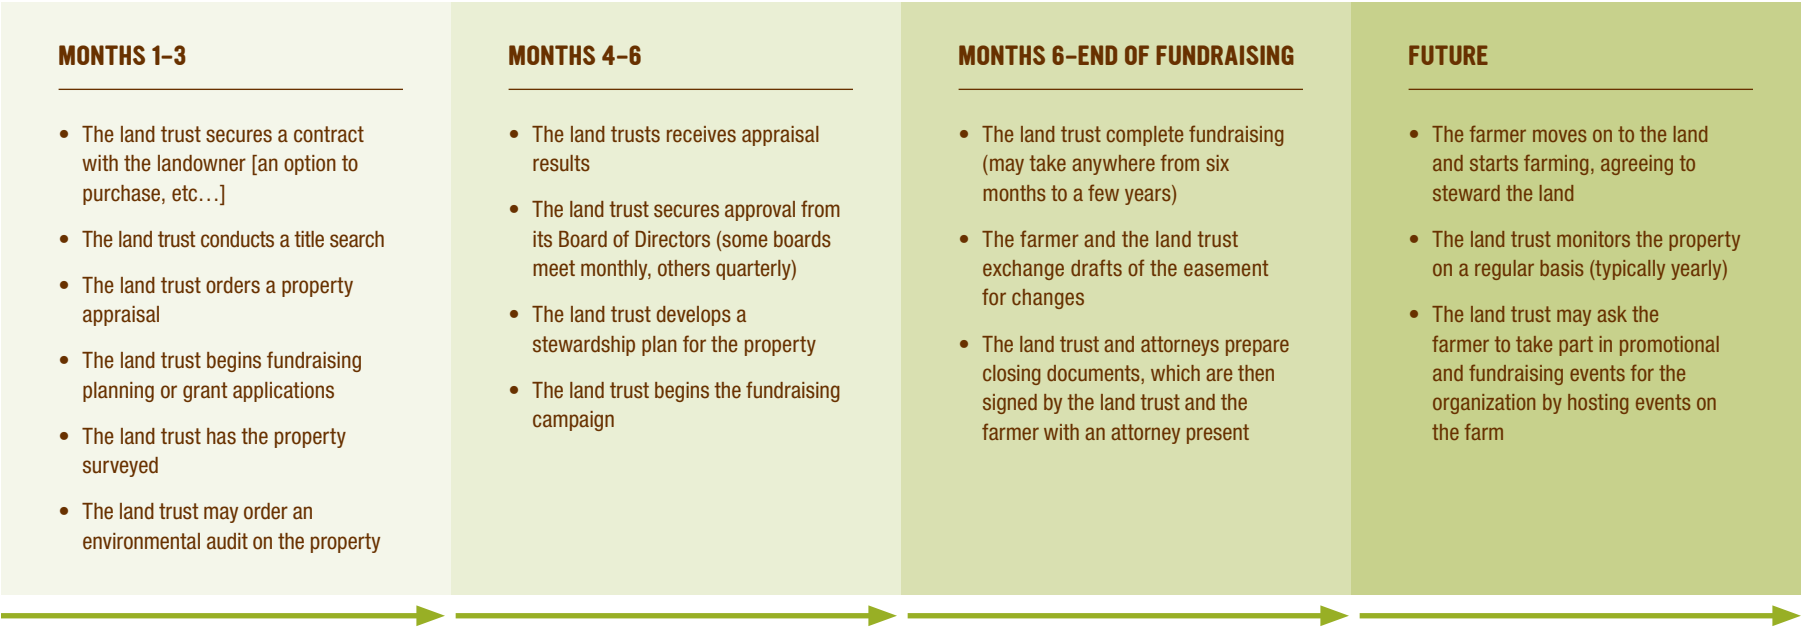 MONTHS 1–3
• The land trust secures a contract
with the landowner [an option to
purchase, etc…]
• The land trust conducts a title search
• The land trust orders a property
appraisal
• The land trust begins fundraising
planning or grant applications
• The land trust has the property
surveyed
• The land trust may order an
environmental audit on the property
MONTHS 4–6
• The land trusts receives appraisal
results
• The land trust secures approval from
its Board of Directors (some boards
meet monthly, others quarterly)
• The land trust develops a
stewardship plan for the property
• The land trust begins the fundraising
campaign
MONTHS 6–END OF FUNDRAISING
• The land trust complete fundraising
(may take anywhere from six
months to a few years)
• The farmer and the land trust
exchange drafts of the easement
for changes
• The land trust and attorneys prepare
closing documents, which are then
signed by the land trust and the
farmer with an attorney present
FUTURE
• The farmer moves on to the land
and starts farming, agreeing to
steward the land
• The land trust monitors the property
on a regular basis (typically yearly)
• The land trust may ask the
farmer to take part in promotional
and fundraising events for the
organization by hosting events on
the farm